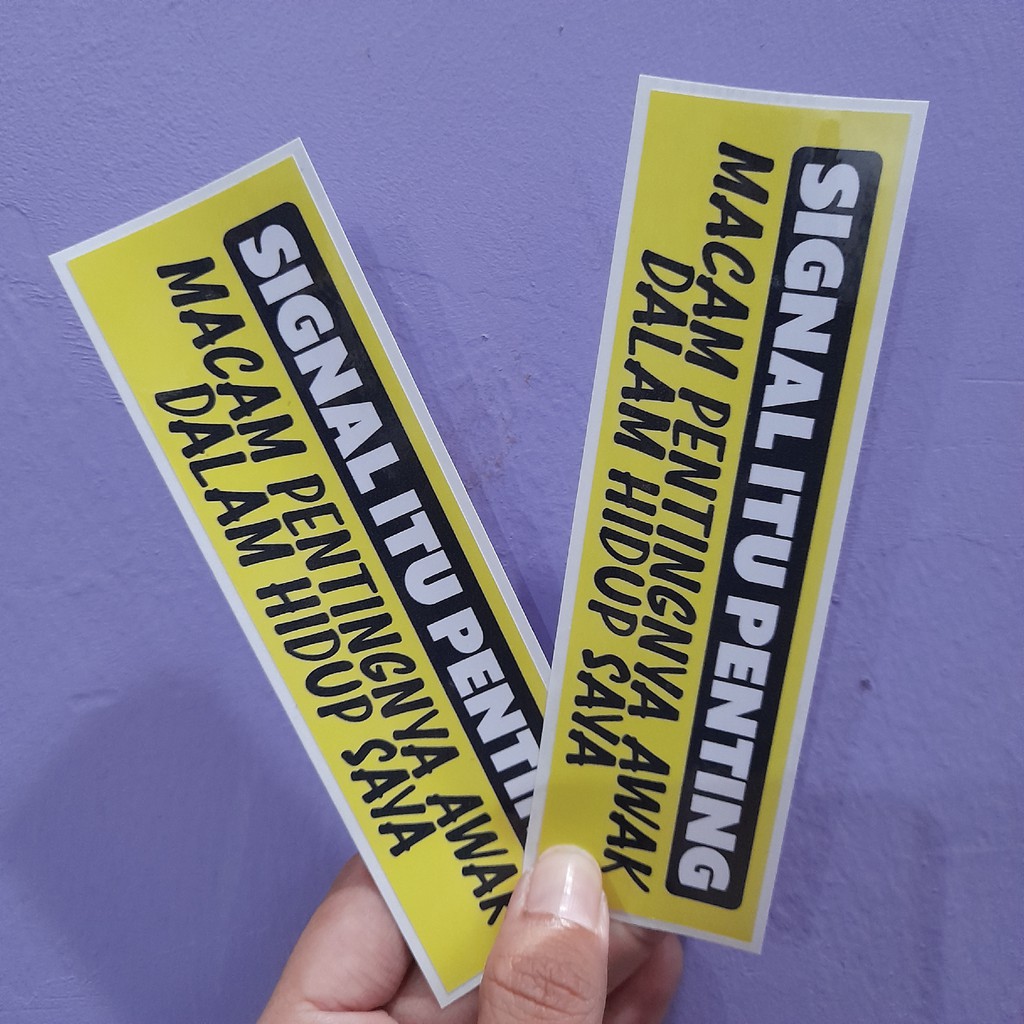 SIGNAL ITU PENTIN
MACAM PENTINGNYA AWAK
DALAM HIDUP SAYA
SIGNAL ITU PENTING
MACAM PENTINGNYA AWAK
DALAM HIDUP SAYA